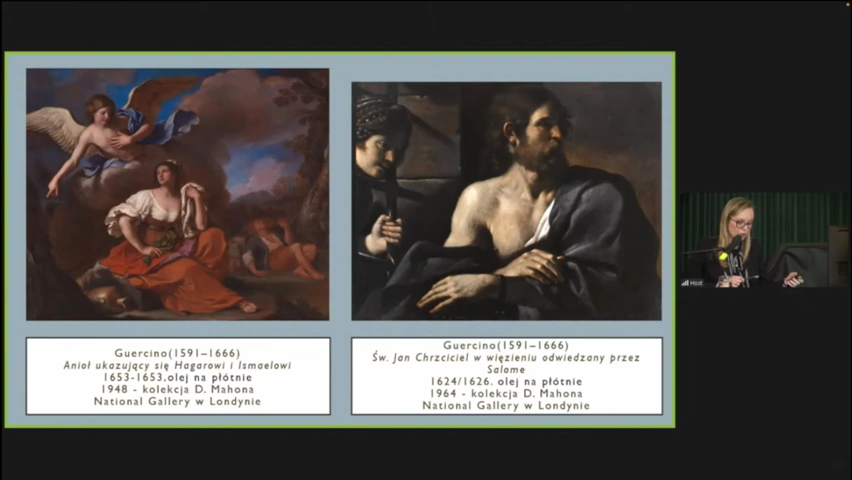 Guercino(1591–1666)
Anioł ukazujący się Hagarowi i Ismaelowi
1653-1653,olej na płótnie
1948 - kolekcja D. Mahona
National Gallery w Londynie
Guercino(1591–1666)
Św. Jan Chrzciciel w więzieniu odwiedzany przez
Salome
1624/1626. olej na płótnie
1964 - kolekcja D. Mahona
National Gallery w Londynie
Host